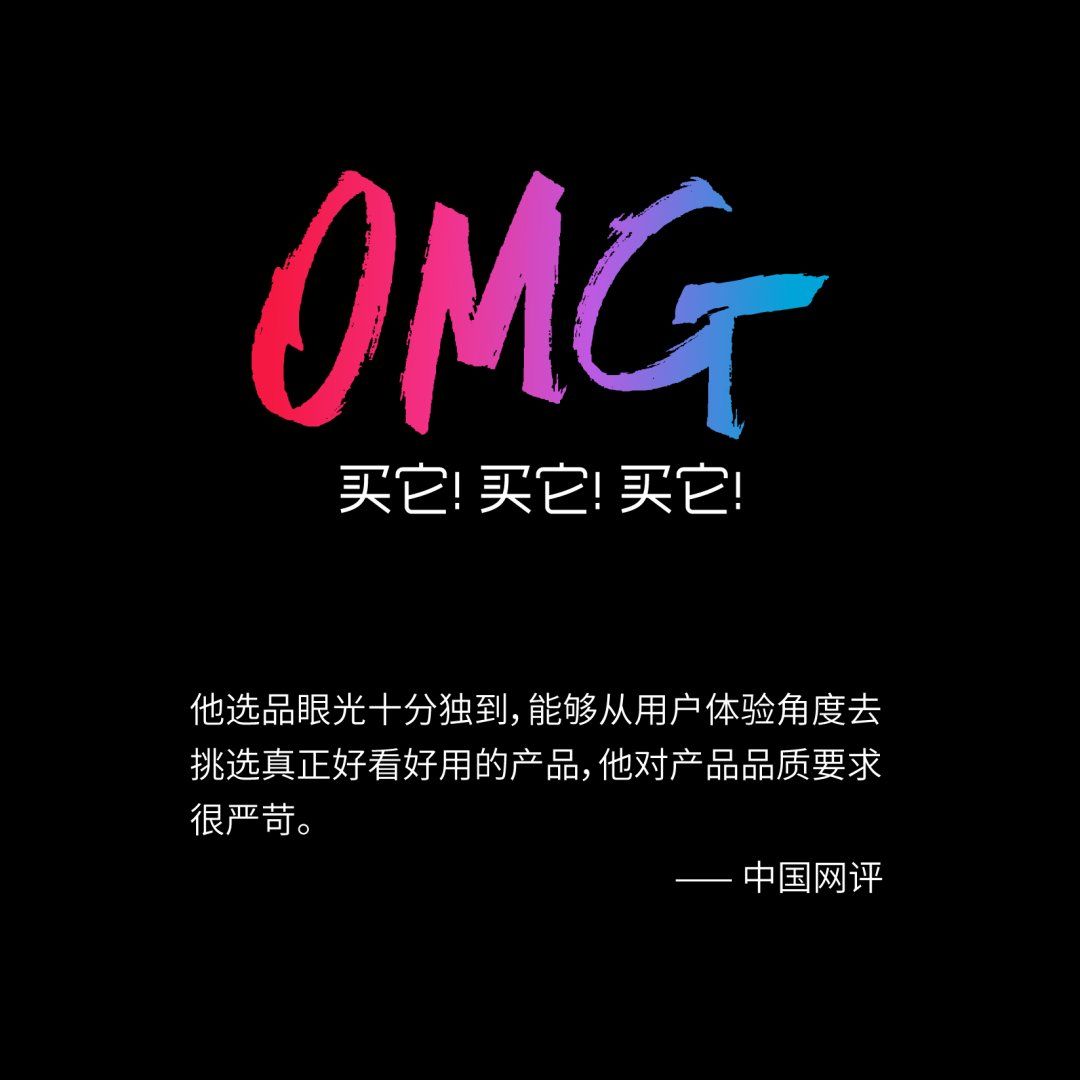 OMG
买它! 买它! 买它!
他选品眼光十分独到，能够从用户体验角度去
挑选真正好看好用的产品，他对产品品质要求
很严苛。
—— 中国网评